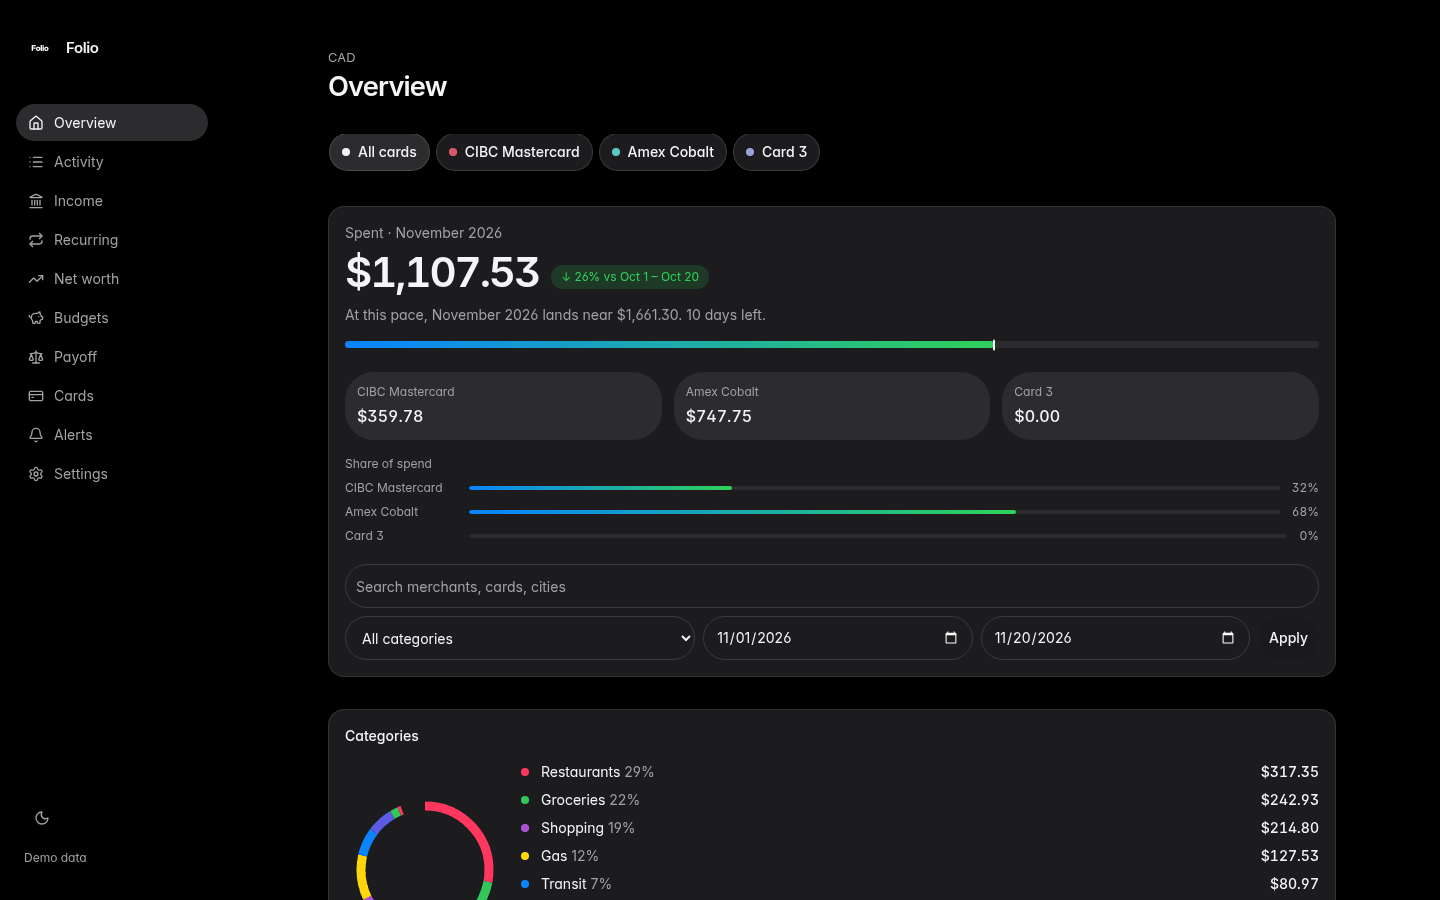 Folio Folio
Overview
Activity
Income
Recurring
Net worth
Budgets
Payoff
Cards
Alerts
Settings
Demo data
CAD
Overview
All cards CIBC Mastercard Amex Cobalt Card 3
Spent · November 2026
$1,107.53 ↓ 26% vs Oct 1 – Oct 20
At this pace, November 2026 lands near $1,661.30. 10 days left.
CIBC Mastercard Amex Cobalt Card 3
$359.78 $747.75 $0.00
Share of spend
CIBC Mastercard 32%
Amex Cobalt 68%
Card 3 0%
Search merchants, cards, cities
All categories 11/01/2026 11/20/2026 Apply
Categories
Restaurants 29% $317.35
Groceries 22% $242.93
Shopping 19% $214.80
Gas 12% $127.53
Transit 7% $80.97